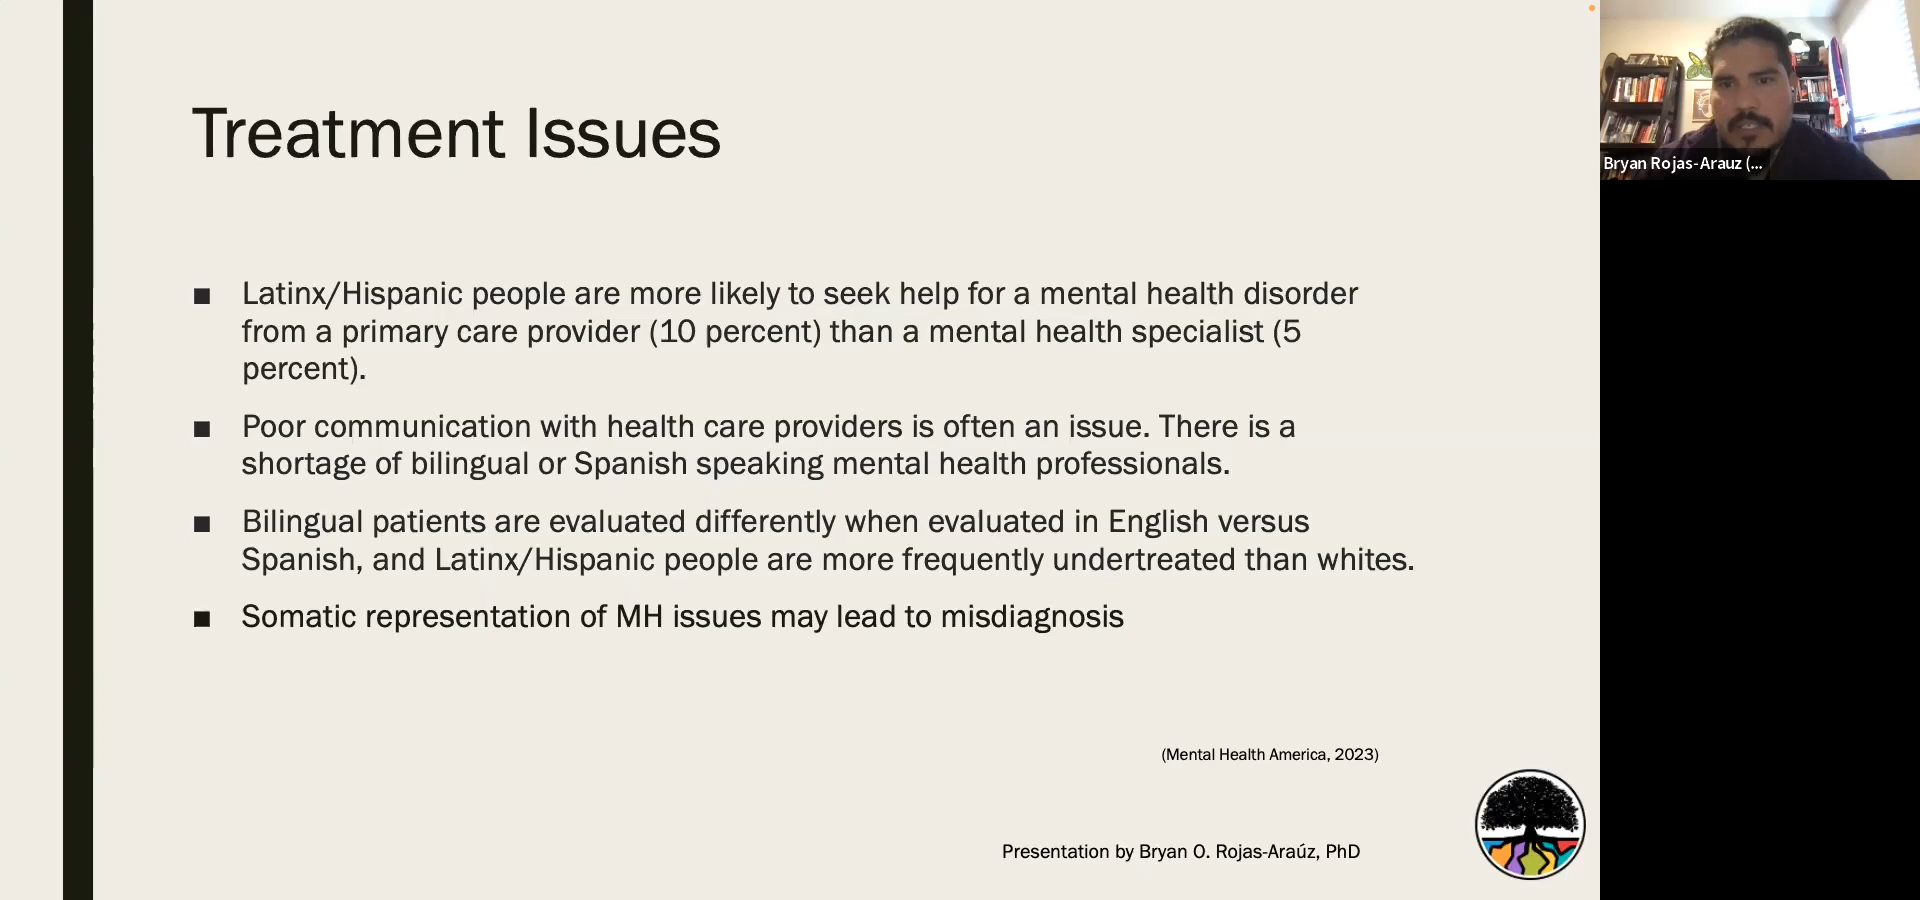 Treatment Issues
■ Latinx/Hispanic people are more likely to seek help for a mental health disorder
from a primary care provider (10 percent) than a mental health specialist (5
percent).
■ Poor communication with health care providers is often an issue. There is a
shortage of bilingual or Spanish speaking mental health professionals.
■ Bilingual patients are evaluated differently when evaluated in English versus
Spanish, and Latinx/Hispanic people are more frequently undertreated than whites.
■ Somatic representation of MH issues may lead to misdiagnosis
(Mental Health America, 2023)
Presentation by Bryan O. Rojas-Araúz, PhD
Bryan Rojas-Arauz (...